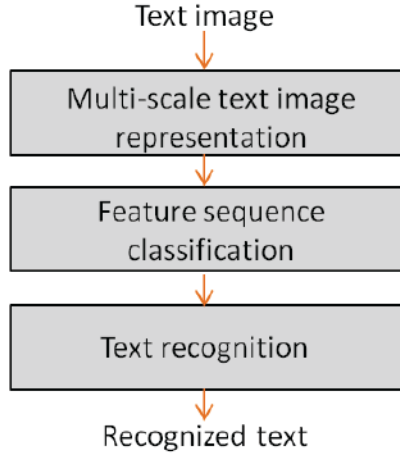 Text image
Multi-scale text image
representation
Feature sequence
classification
Text recognition
Recognized text